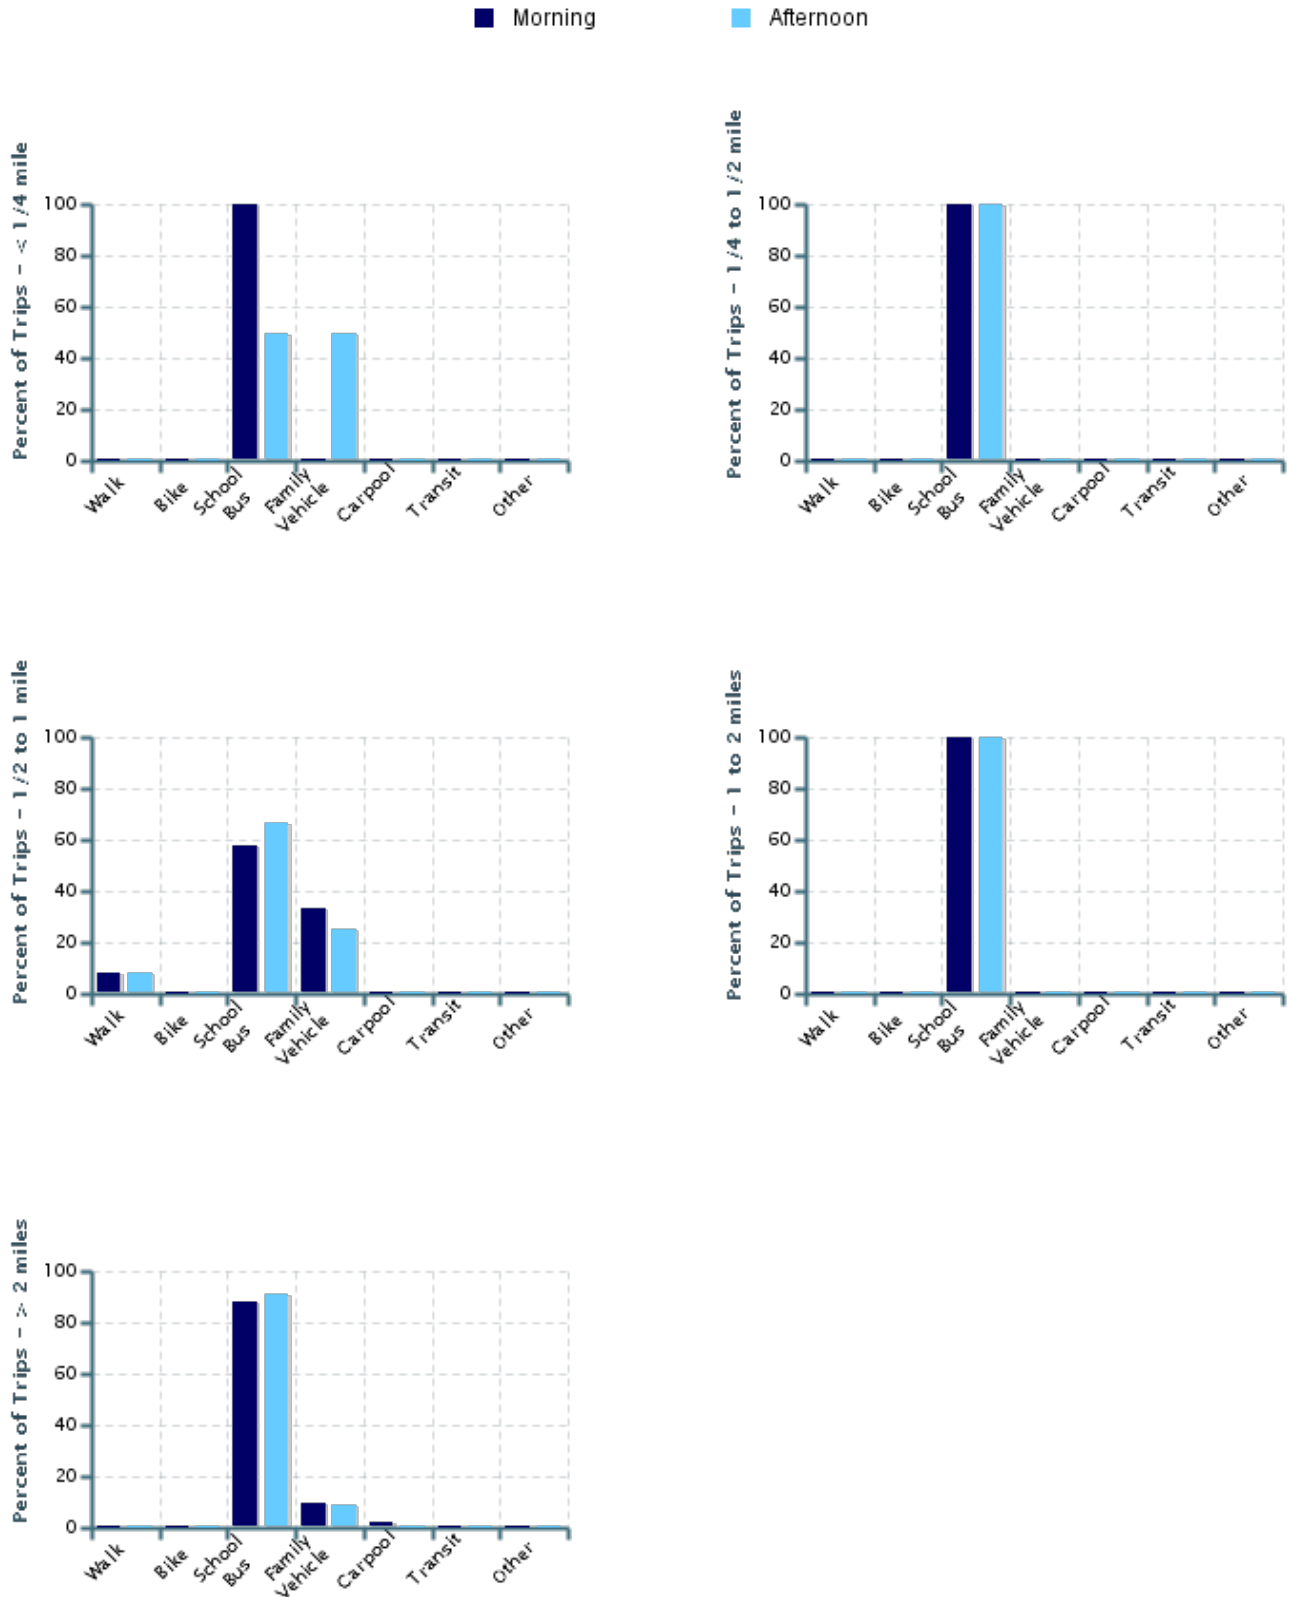 Morning
Afternoon
Percent of Trips - < 1/4 mile
100
80
60
40
20
0
Walk
Bike
School
Bus
Family
Vehicle
Carpool
Transit
Other
Percent of Trips - 1/4 to 1/2 mile
100
80
60
40
20
0
Walk
Bike
School
Bus
Family
Vehicle
Carpool
Transit
Other
Percent of Trips - 1/2 to 1 mile
100
80
60
40
20
0
Walk
Bike
School
Bus
Family
Vehicle
Carpool
Transit
Other
Percent of Trips - 1 to 2 miles
100
80
60
40
20
0
Walk
Bike
School
Bus
Family
Vehicle
Carpool
Transit
Other
Percent of Trips - > 2 miles
100
80
60
40
20
0
Walk
Bike
School
Bus
Family
Vehicle
Carpool
Transit
Other